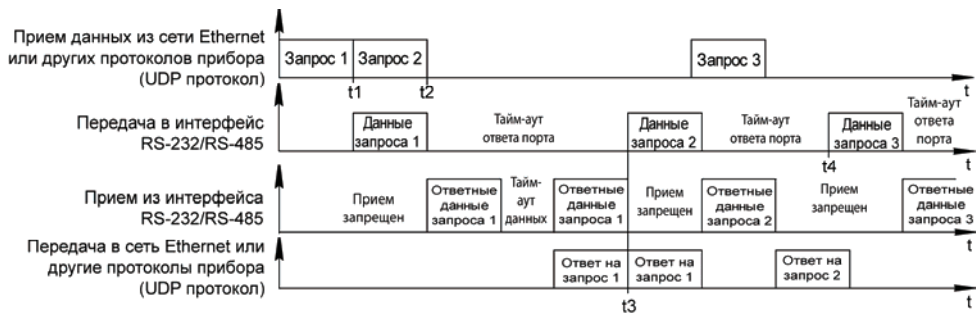 Прием данных из сети Ethernet
или других протоколов прибора
(UDP протокол)
Запрос 1
Запрос 2
Запрос 3
t1
t2
t
Передача в интерфейс
RS-232/RS-485
Данные
запроса 1
Тайм-аут
ответа порта
Данные
запроса 2
Тайм-аут
ответа порта
Данные
запроса 3
Тайм-аут
ответа
порта
t4
t
Прием из интерфейса
RS-232/RS-485
Прием
запрещен
Ответные
данные
запроса 1
Тайм-
аут
данных
Ответные
данные
запроса 1
Прием
запрещен
Ответные
данные
запроса 2
Прием
запрещен
Ответные
данные
запроса 3
t
Передача в сеть Ethernet или
другие протоколы прибора
(UDP протокол)
Ответ на
запрос 1
Ответ на
запрос 1
Ответ на
запрос 2
t3
t